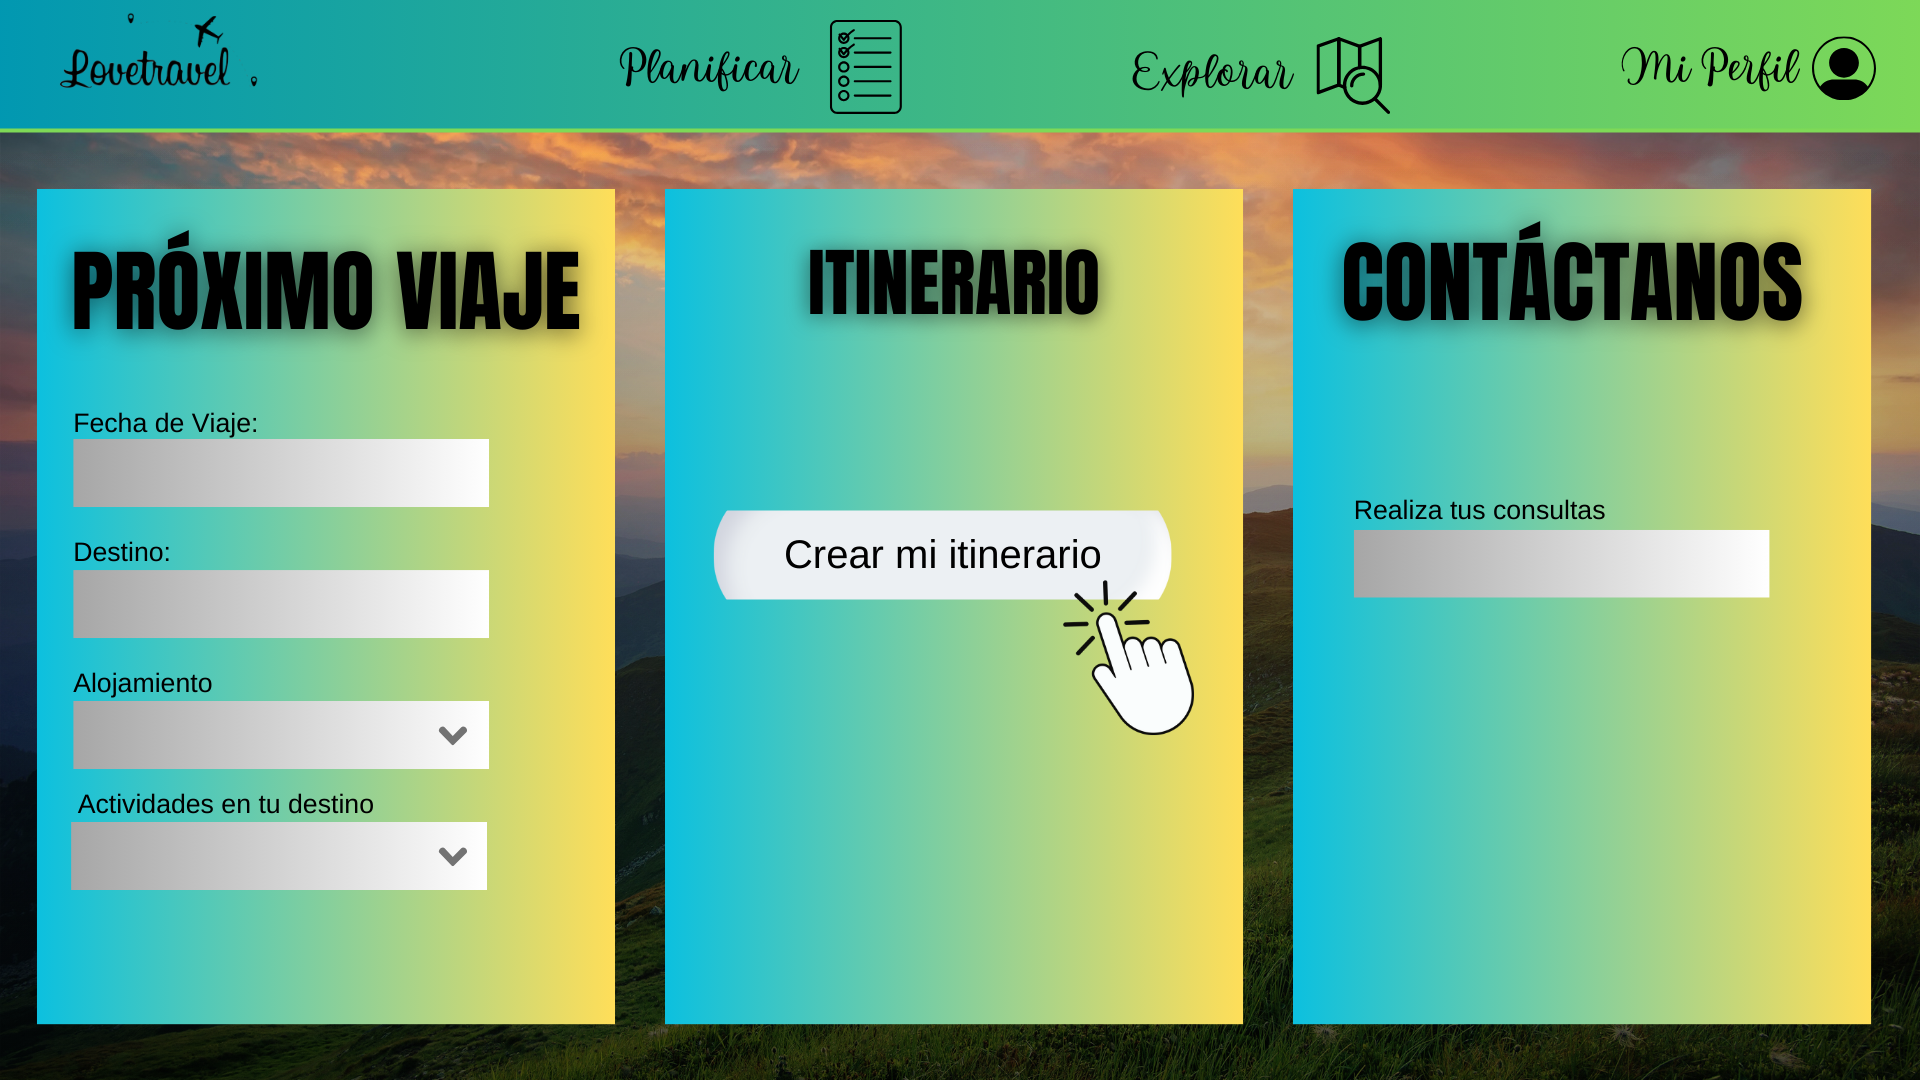 Lovetravel
Planificar
Explorar
Mi Perfil
PRÓXIMO VIAJE
Fecha de Viaje:
Destino:
Alojamiento
Actividades en tu destino
ITINERARIO
Crear mi itinerario
CONTÁCTANOS
Realiza tus consultas